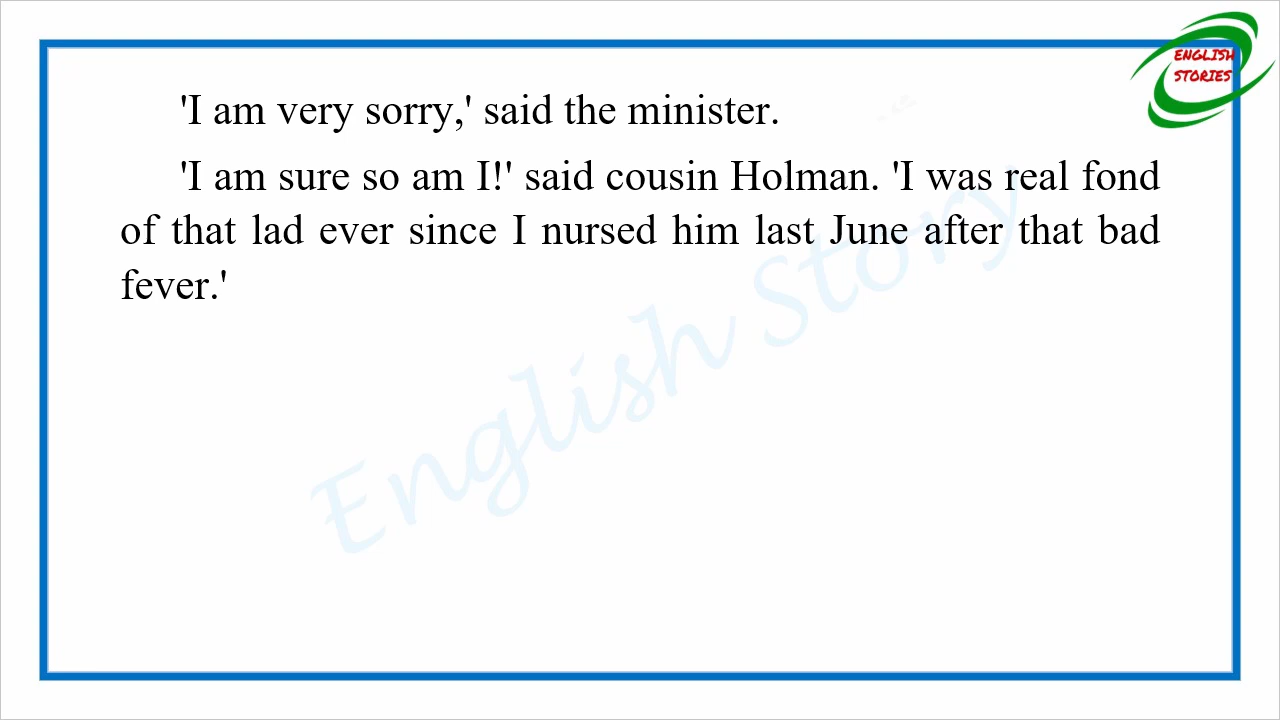 ENGLISH
STORIES
'I am very sorry,' said the minister.
'I am sure so am I!' said cousin Holman. 'I was real fond
of that lad ever since I nursed him last June after that bad
fever.'
English Story